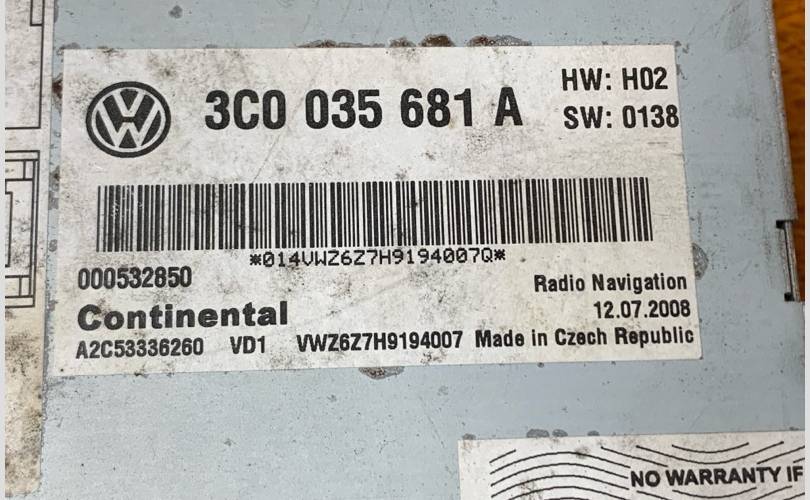 3C0 035 681 A
HW: H02
SW: 0138
*014VWZ6Z7H9194007Q*
000532850
Radio Navigation
Continental
12.07.2008
A2C53336260 VD1 VWZ6Z7H9194007 Made in Czech Republic
NO WARRANTY IF